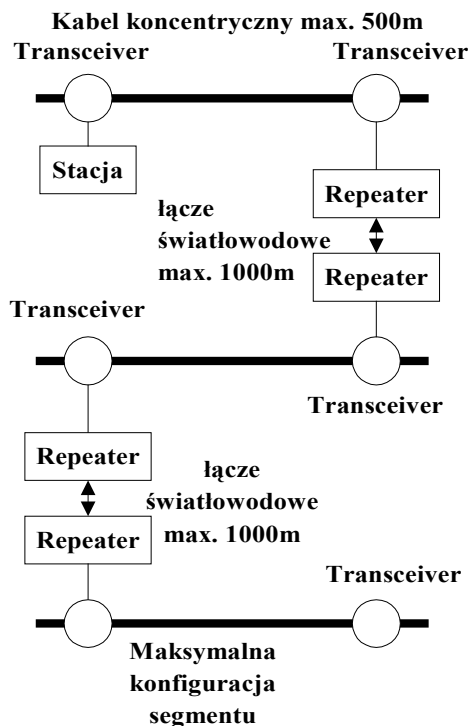 Kabel koncentryczny max. 500m
Transceiver
Transceiver
Stacja
Repeater
łącze
światłowodowe
max. 1000m
Repeater
Transceiver
Transceiver
Repeater
łącze
światłowodowe
max. 1000m
Repeater
Transceiver
Maksymalna
konfiguracja
segmentu